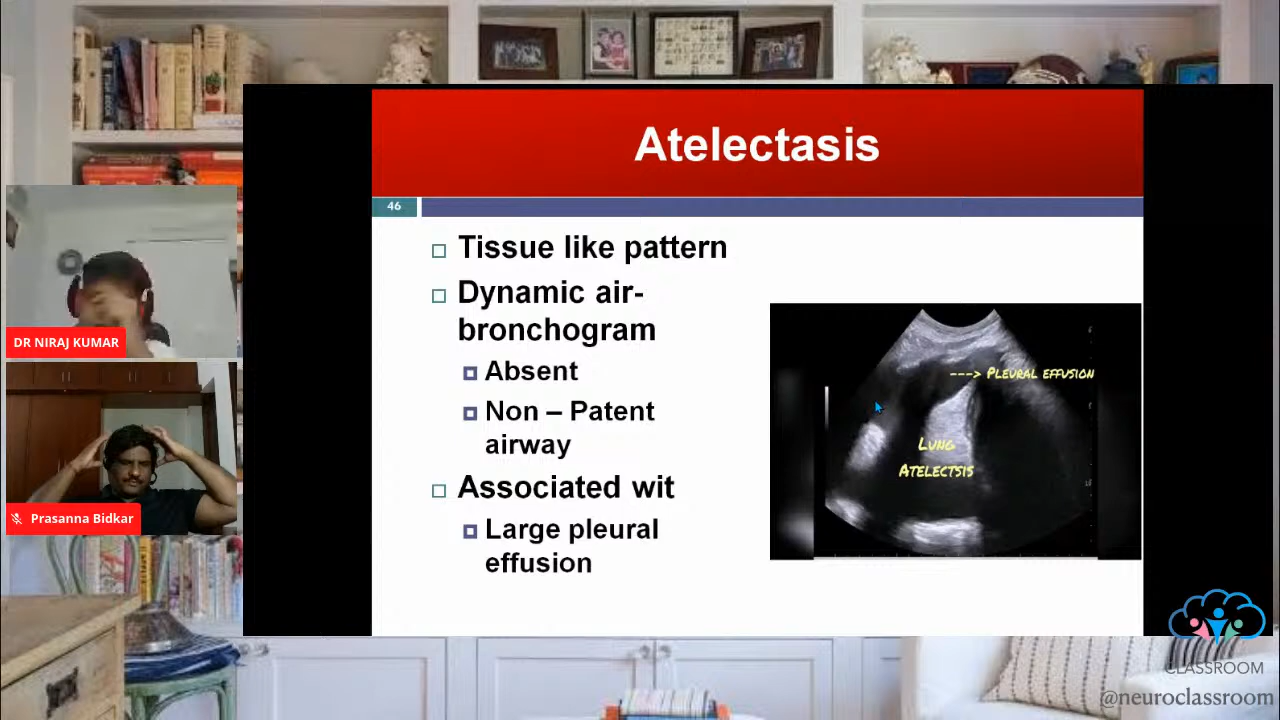 Atelectasis
46
Tissue like pattern
Dynamic air-
bronchogram
Absent
Non – Patent
airway
Associated wit
Large pleural
effusion
---> PLEURAL EFFUSION
LUNG
ATELECTSIS
DR NIRAJ KUMAR
Prasanna Bidkar
CLASSROOM
@neuroclassroom